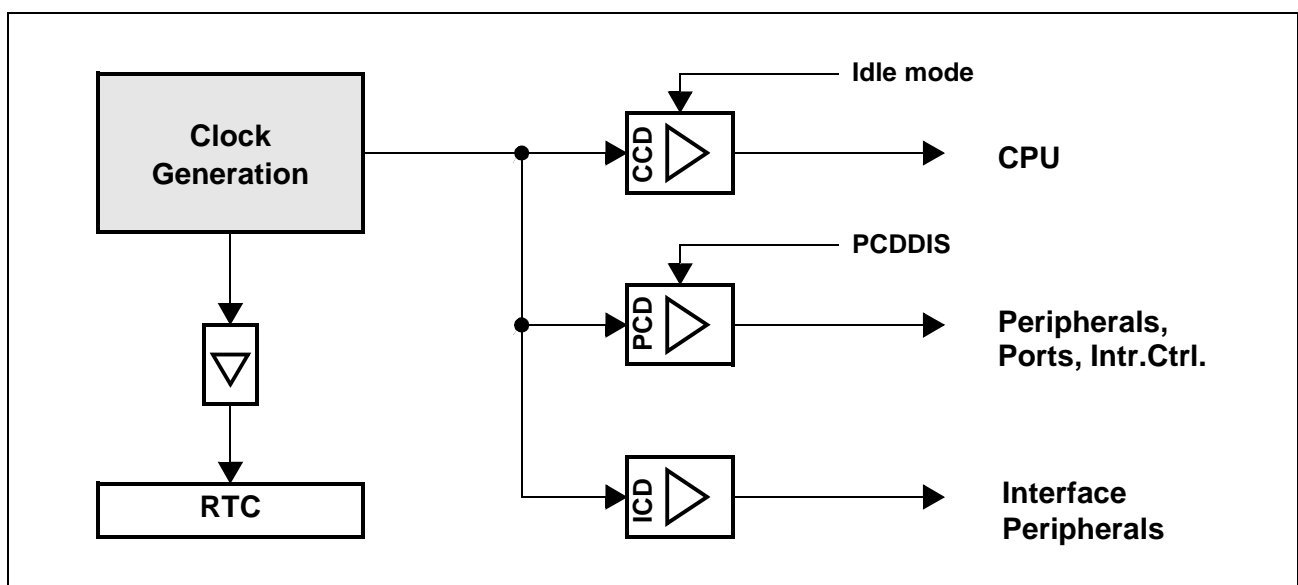 Idle mode
Clock
Generation
CCD
CPU
PCDDIS
PCD
Peripherals,
Ports, Intr.Ctrl.
RTC
ICD
Interface
Peripherals